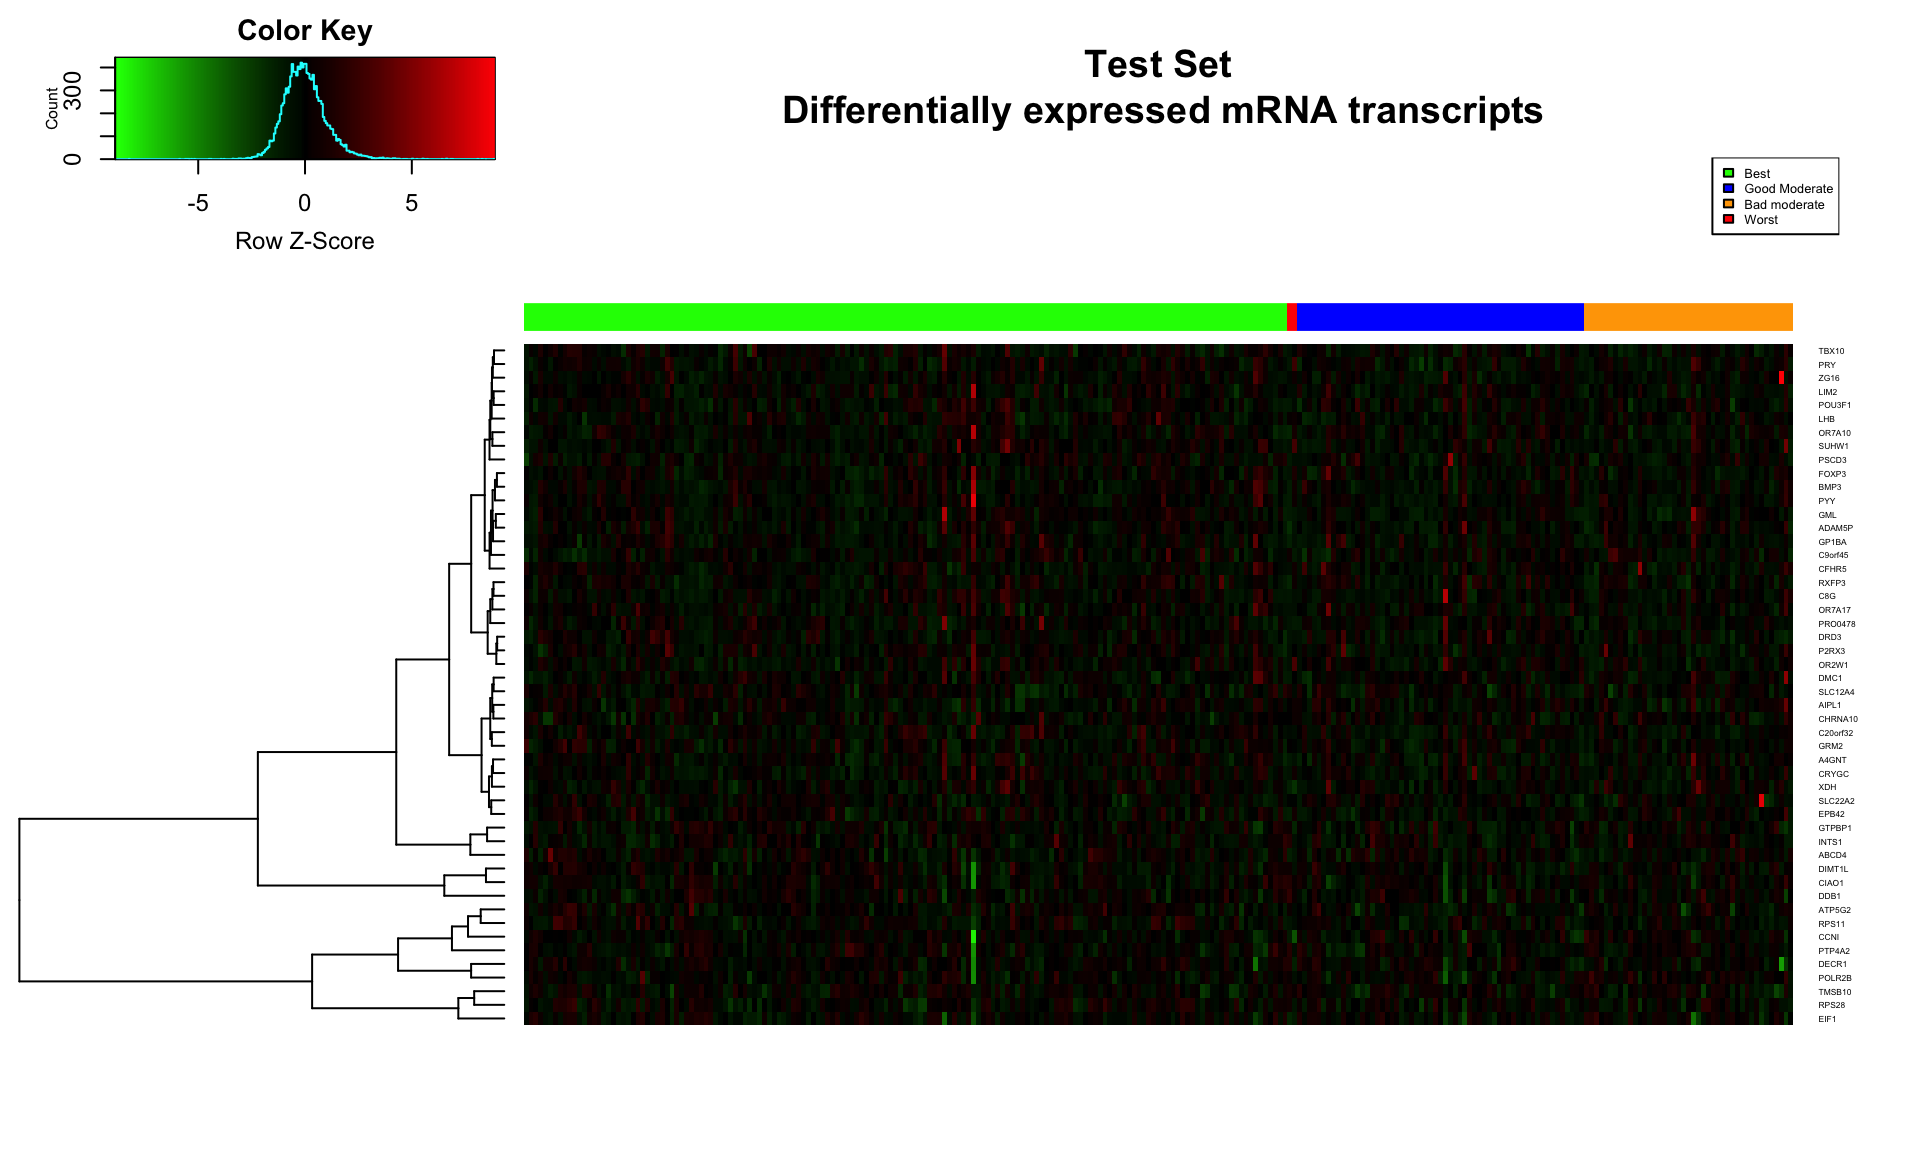 Color Key
Count
0
300
-5 0 5
Row Z-Score
Test Set
Differentially expressed mRNA transcripts
Best
Good Moderate
Bad moderate
Worst
TBX10
PRY
ZG16
LIM2
POU3F1
LHB
OR7A10
SUHW1
PSCD3
FOXP3
BMP3
PYY
GML
ADAM5P
GP1BA
C9orf45
CFHR5
RXFP3
C8G
OR7A17
PRO0478
DRD3
P2RX3
OR2W1
DMC1
SLC12A4
AIPL1
CHRNA10
C20orf32
GRM2
A4GNT
CRYGC
XDH
SLC22A2
EPB42
GTPBP1
INTS1
ABCD4
DIMT1L
CIAO1
DDB1
ATP5G2
RPS11
CCNI
PTP4A2
DECR1
POLR2B
TMSB10
RPS28
EIF1